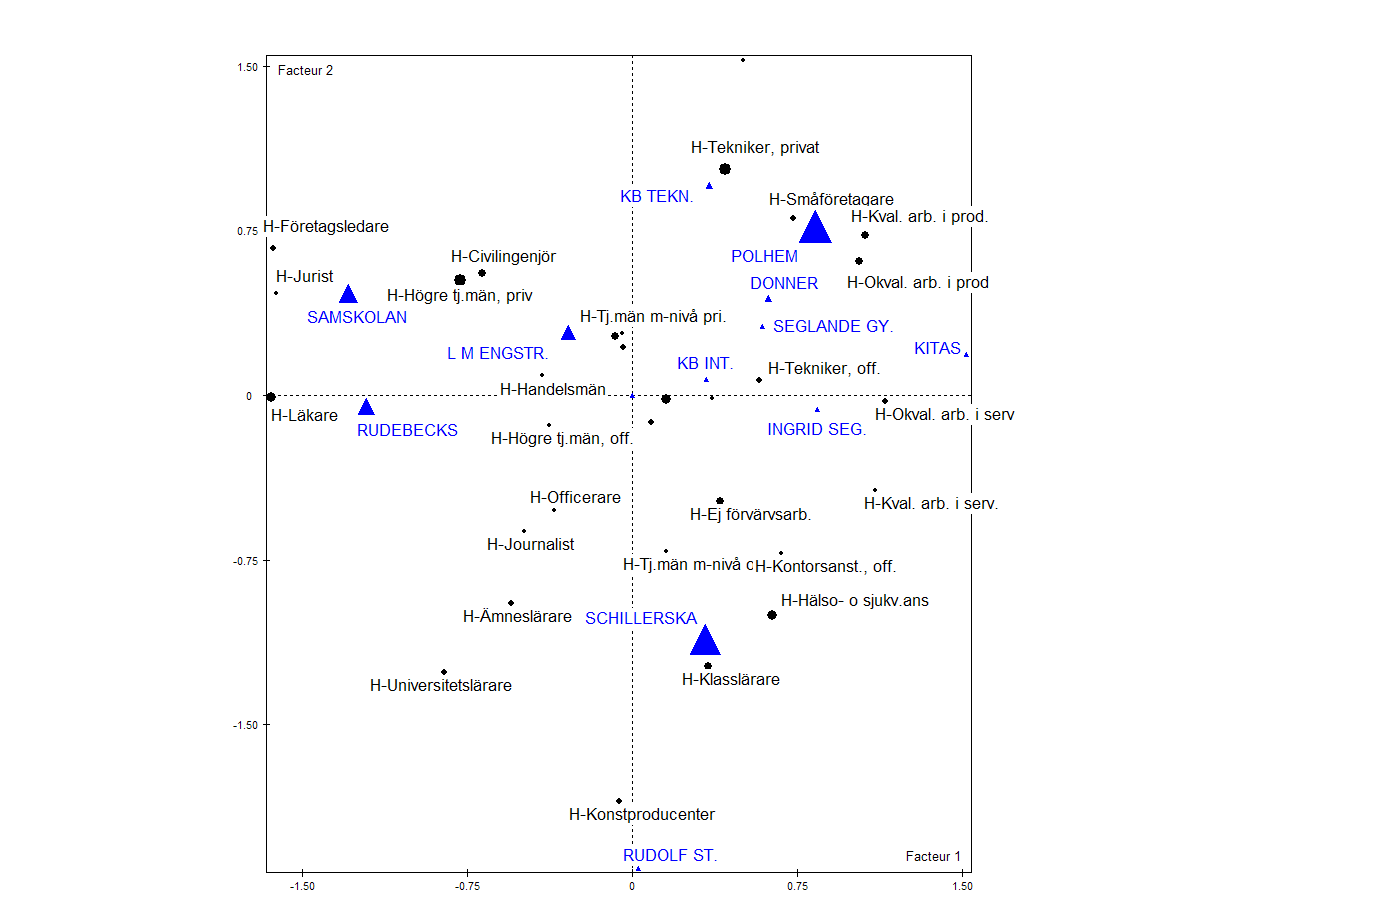 1.50
Facteur 2
H-Tekniker, privat
KB TEKN.
H-Småföretagare
H-Kval. arb. i prod.
0.75
H-Företagsledare
H-Civilingenjör
POLHEM
H-Jurist
DONNER
H-Okval. arb. i prod
H-Högre tj.män, priv
SAMSKOLAN
H-Tj.män m-nivå pri.
SEGLANDE GY.
L M ENGSTR.
KITAS
KB INT.
H-Tekniker, off.
H-Handelsmän
0
H-Läkare
H-Okval. arb. i serv
RUDEBECKS
INGRID SEG.
H-Högre tj.män, off.
H-Officerare
H-Kval. arb. i serv.
H-Ej förvärvsarb.
H-Journalist
-0.75
H-Tj.män m-nivå
H-Kontorsanst., off.
H-Hälso- o sjukv.ans
H-Ämneslärare
SCHILLERSKA
H-Klasslärare
H-Universitetslärare
-1.50
H-Konstproducenter
RUDOLF ST.
Facteur 1
-1.50
-0.75
0
0.75
1.50